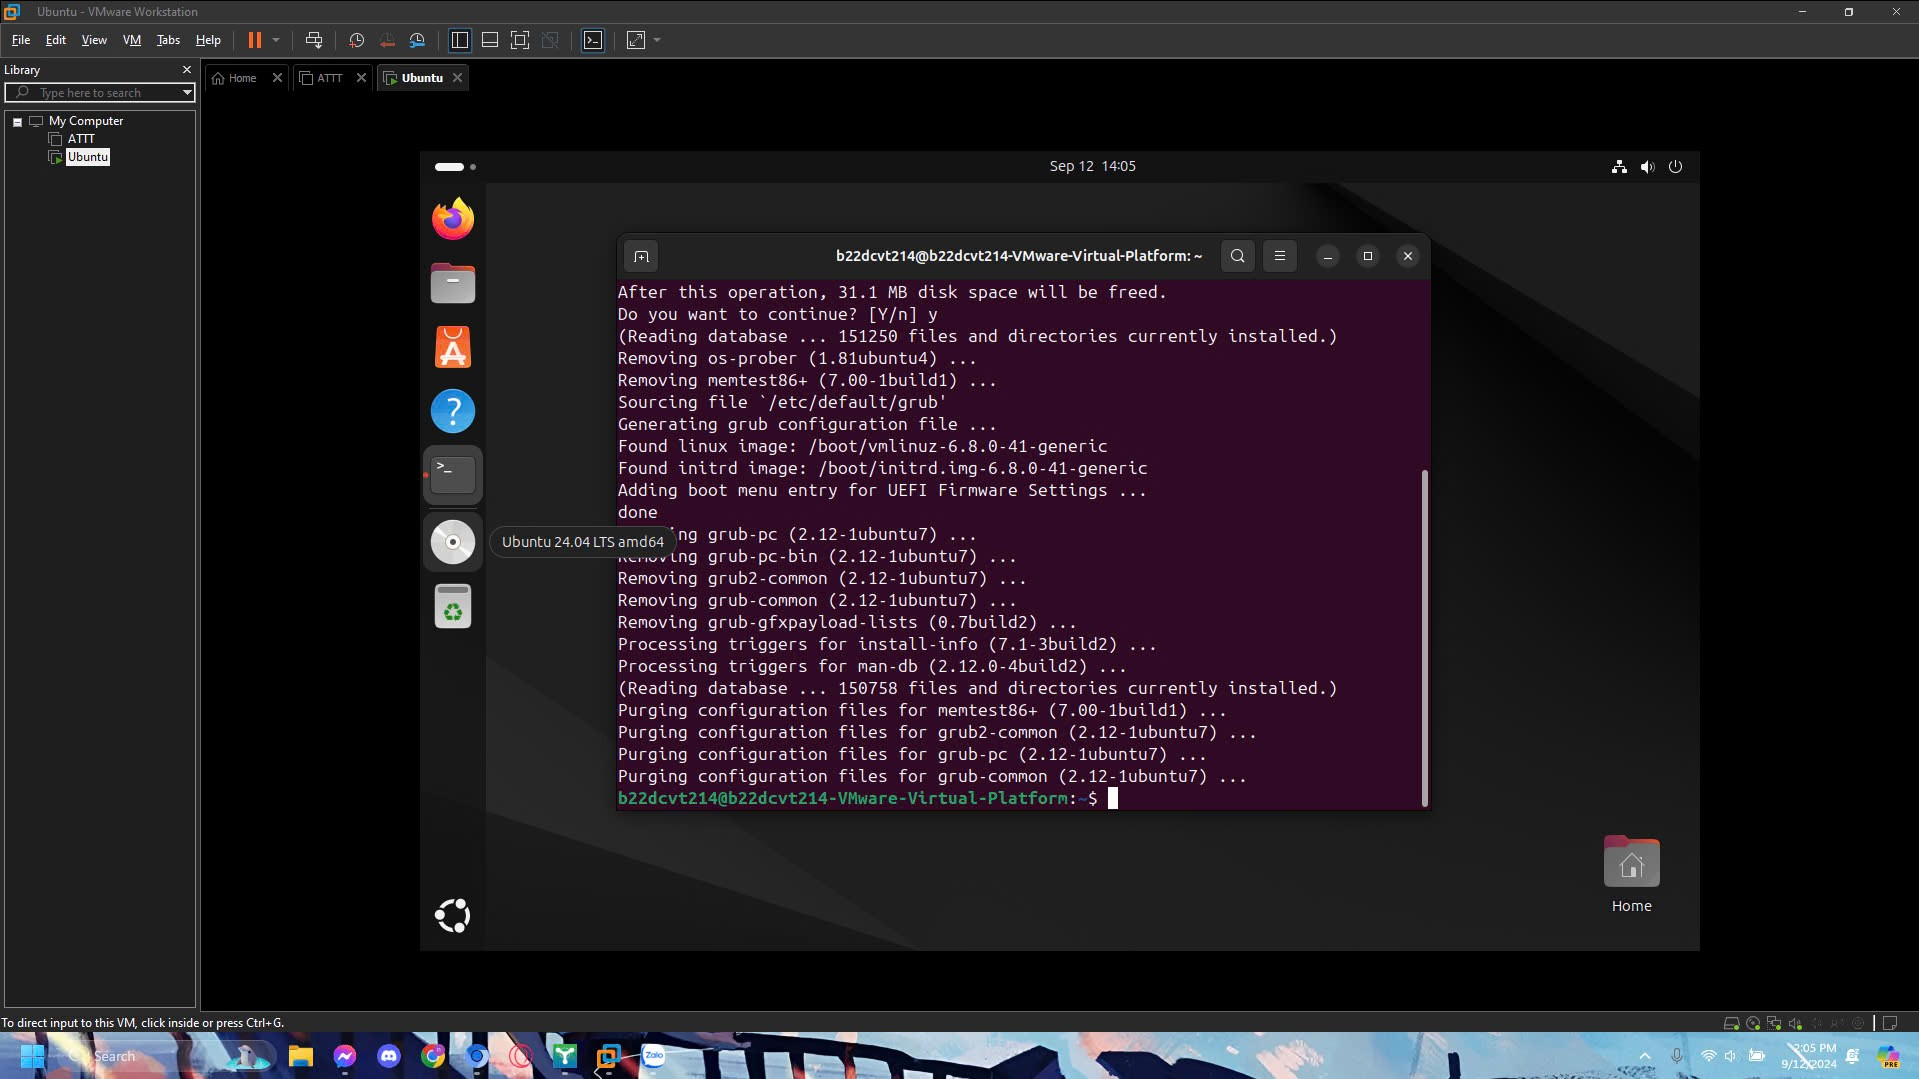 Ubuntu - VMware Workstation
File Edit View VM Tabs Help
Library
Home
ATTT
Ubuntu
Type here to search
My Computer
ATTT
Ubuntu
Sep 12 14:05
b22dcvt214@b22dcvt214-VMware-Virtual-Platform: ~
After this operation, 31.1 MB disk space will be freed.
Do you want to continue? [Y/n] y
(Reading database ... 151250 files and directories currently installed.)
Removing os-prober (1.81ubuntu4) ...
Removing memtest86+ (7.00-1build1) ...
Sourcing file `/etc/default/grub'
Generating grub configuration file ...
Found linux image: /boot/vmlinuz-6.8.0-41-generic
Found initrd image: /boot/initrd.img-6.8.0-41-generic
Adding boot menu entry for UEFI Firmware Settings ...
done
ng grub-pc (2.12-1ubuntu7) ...
Ubuntu 24.04 LTS amd64
Removing grub-pc-bin (2.12-1ubuntu7) ...
Removing grub2-common (2.12-1ubuntu7) ...
Removing grub-common (2.12-1ubuntu7) ...
Removing grub-gfxpayload-lists (0.7build2) ...
Processing triggers for install-info (7.1-3build2) ...
Processing triggers for man-db (2.12.0-4build2) ...
(Reading database ... 150758 files and directories currently installed.)
Purging configuration files for memtest86+ (7.00-1build1) ...
Purging configuration files for grub2-common (2.12-1ubuntu7) ...
Purging configuration files for grub-pc (2.12-1ubuntu7) ...
Purging configuration files for grub-common (2.12-1ubuntu7) ...
b22dcvt214@b22dcvt214-VMware-Virtual-Platform:~$
Home
To direct input to this VM, click inside or press Ctrl+G.
Search
Zalo
2:05 PM
9/12/2024
PRE